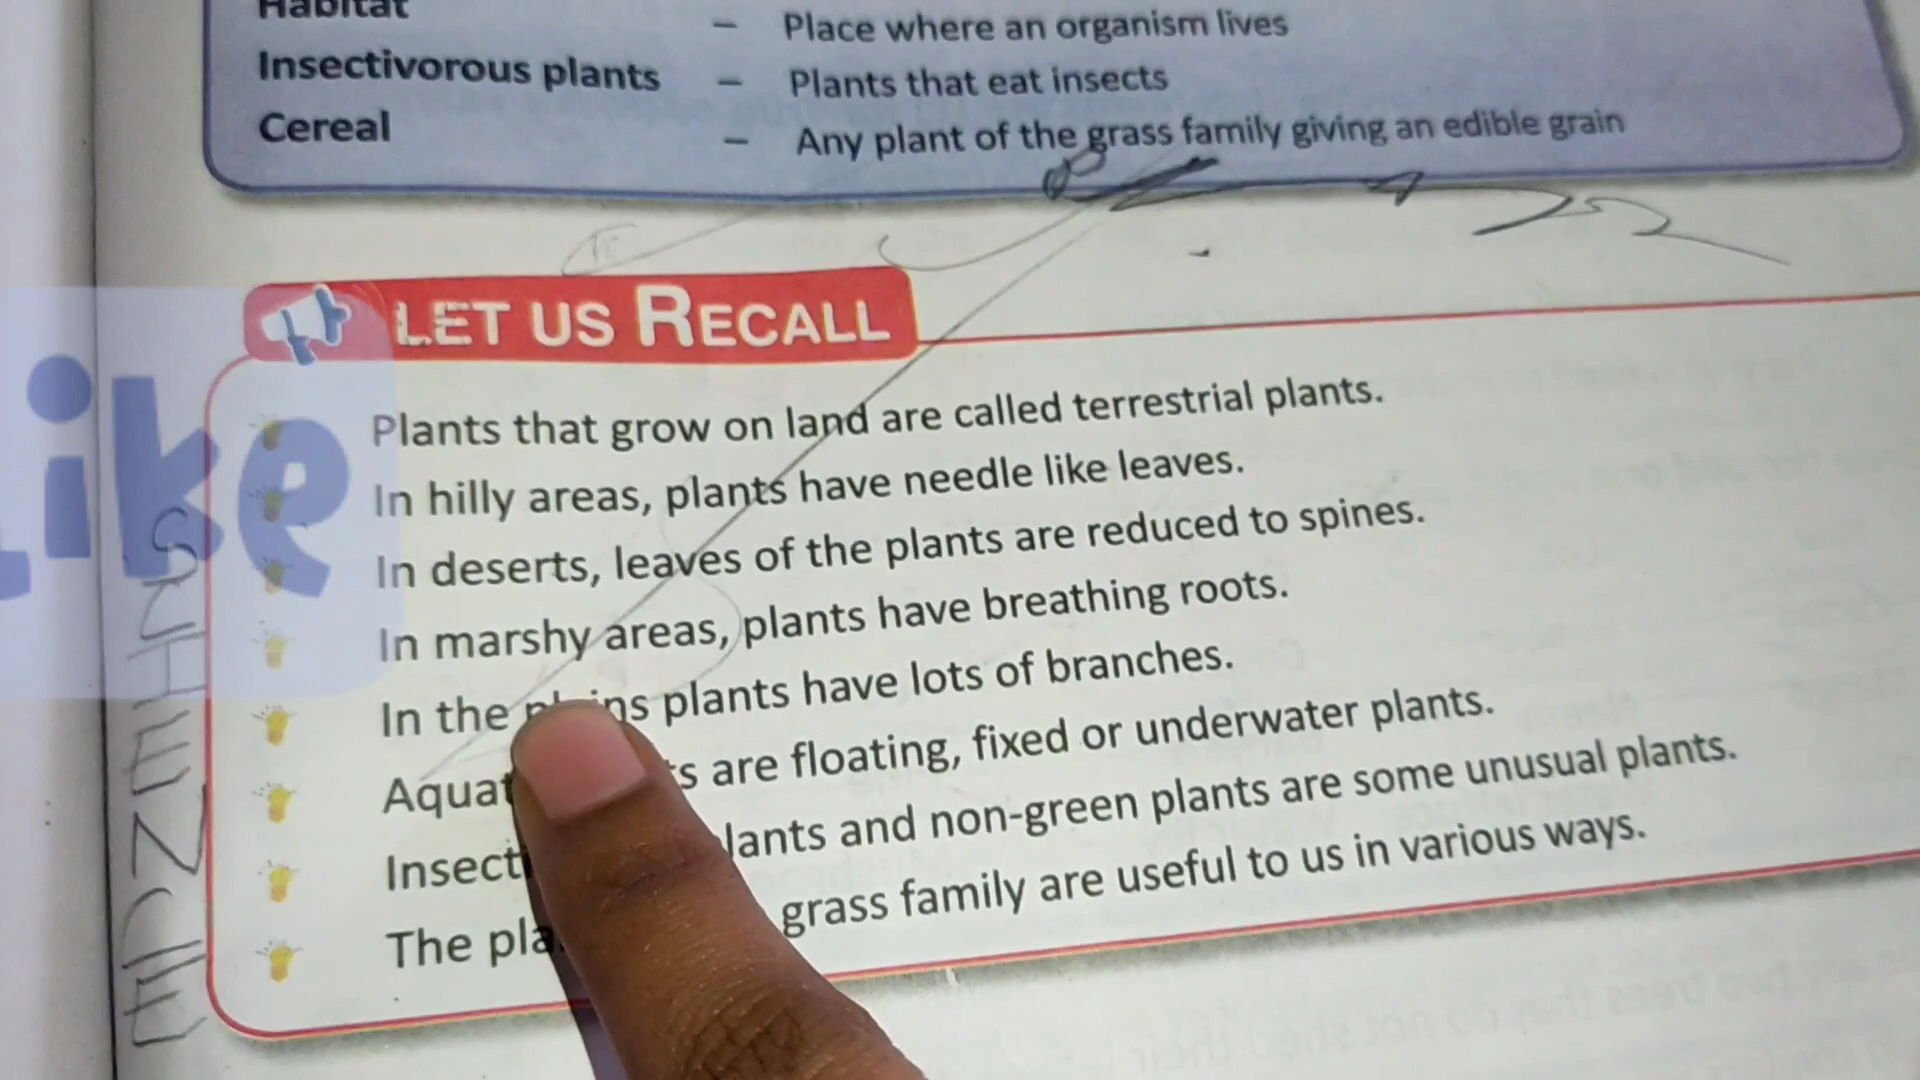 Habitat – Place where an organism lives
Insectivorous plants – Plants that eat insects
Cereal – Any plant of the grass family giving an edible grain
LET US RECALL
Plants that grow on land are called terrestrial plants.
In hilly areas, plants have needle like leaves.
In deserts, leaves of the plants are reduced to spines.
In marshy areas, plants have breathing roots.
In the plains plants have lots of branches.
are floating, fixed or underwater plants.
and non-green plants are some unusual plants.
The grass family are useful to us in various ways.
Like